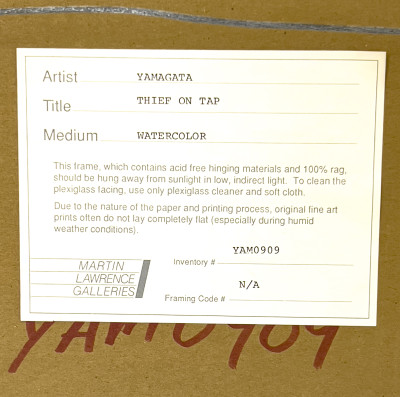 Artist YAMAGATA
Title THIEF ON TAP
Medium WATERCOLOR
This frame, which contains acid free hinging materials and 100% rag,
should be hung away from sunlight in low, indirect light. To clean the
plexiglass facing, use only plexiglass cleaner and soft cloth.
Due to the nature of the paper and printing process, original fine art
prints often do not lay completely flat (especially during humid
weather conditions).
YAM0909
Inventory #
MARTIN
LAWRENCE
GALLERIES
N/A
Framing Code #
YAM0909